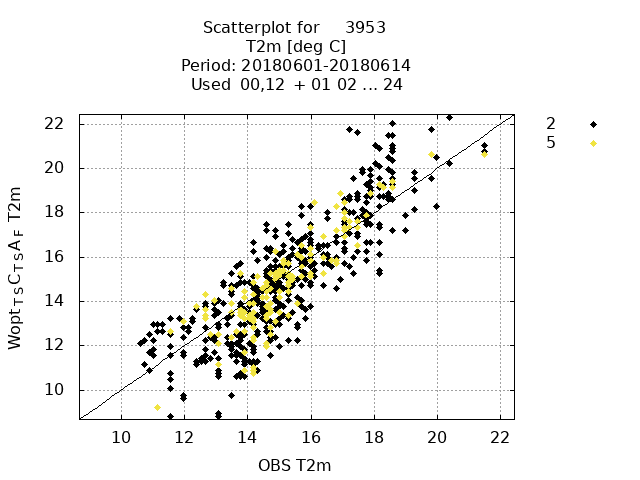 Scatterplot for 3953
T2m [deg C]
Period: 20180601-20180614
Used 00,12 + 01 02 ... 24
2
5
22
20
18
16
14
12
10
Wopt T S C T S A F T2m
10 12 14 16 18 20 22
OBS T2m